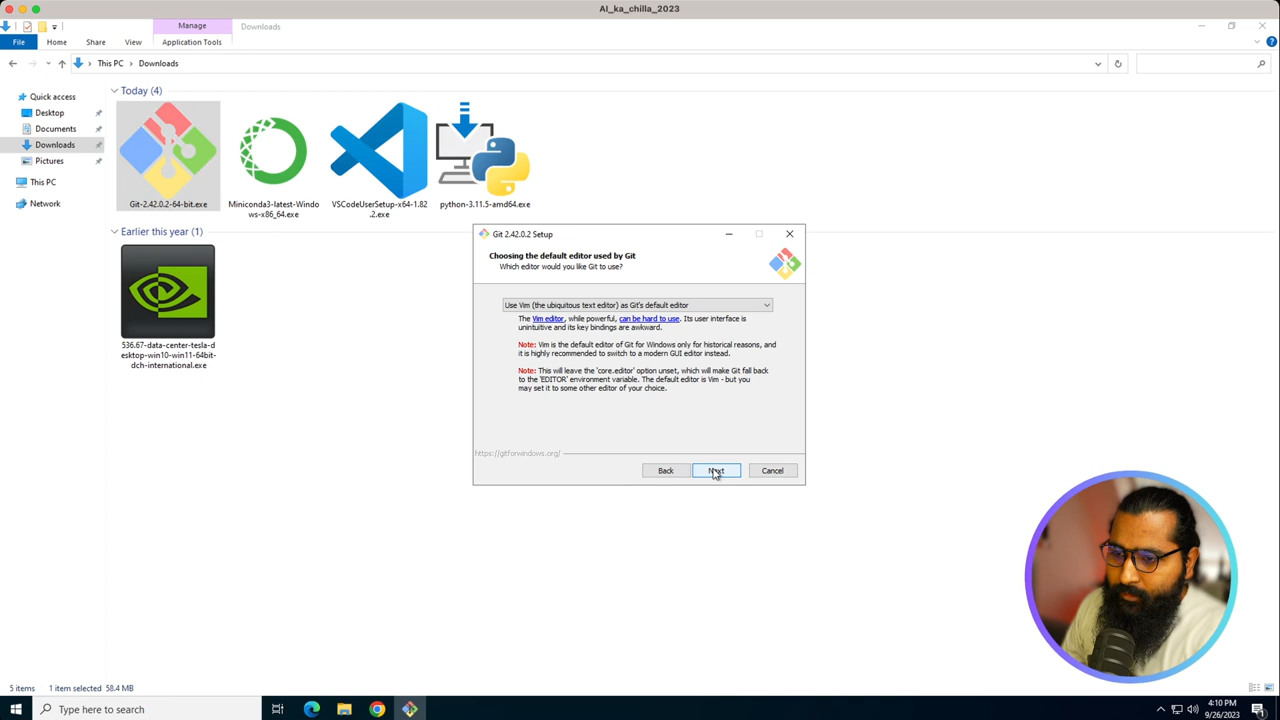 AI_ka_chilla_2023
Manage
Downloads
File
Home
Share
View
Application Tools
This PC
Downloads
Quick access
Desktop
Documents
Downloads
Pictures
This PC
Network
Today (4)
Git-2.42.0.2-64-bit.exe
Miniconda3-latest-Windo
ws-x86_64.exe
VSCodeUserSetup-x64-1.82
.2.exe
python-3.11.5-amd64.exe
Earlier this year (1)
536.67-data-center-tesla-d
esktop-win10-win11-64bit-
dch-international.exe
Git 2.42.0.2 Setup
Choosing the default editor used by Git
Which editor would you like Git to use?
Use Vim (the ubiquitous text editor) as Git's default editor
The Vim editor, while powerful, can be hard to use. Its user interface is
unintuitive and its key bindings are awkward.
Note: Vim is the default editor of Git for Windows only for historical reasons, and
it is highly recommended to switch to a modern GUI editor instead.
Note: This will leave the 'core.editor' option unset, which will make Git fall back
to the 'EDITOR' environment variable. The default editor is Vim - but you
may set it to some other editor of your choice.
https://gitforwindows.org/
Back
Next
Cancel
5 items
1 item selected 58.4 MB
Type here to search
4:10 PM
9/26/2023
1